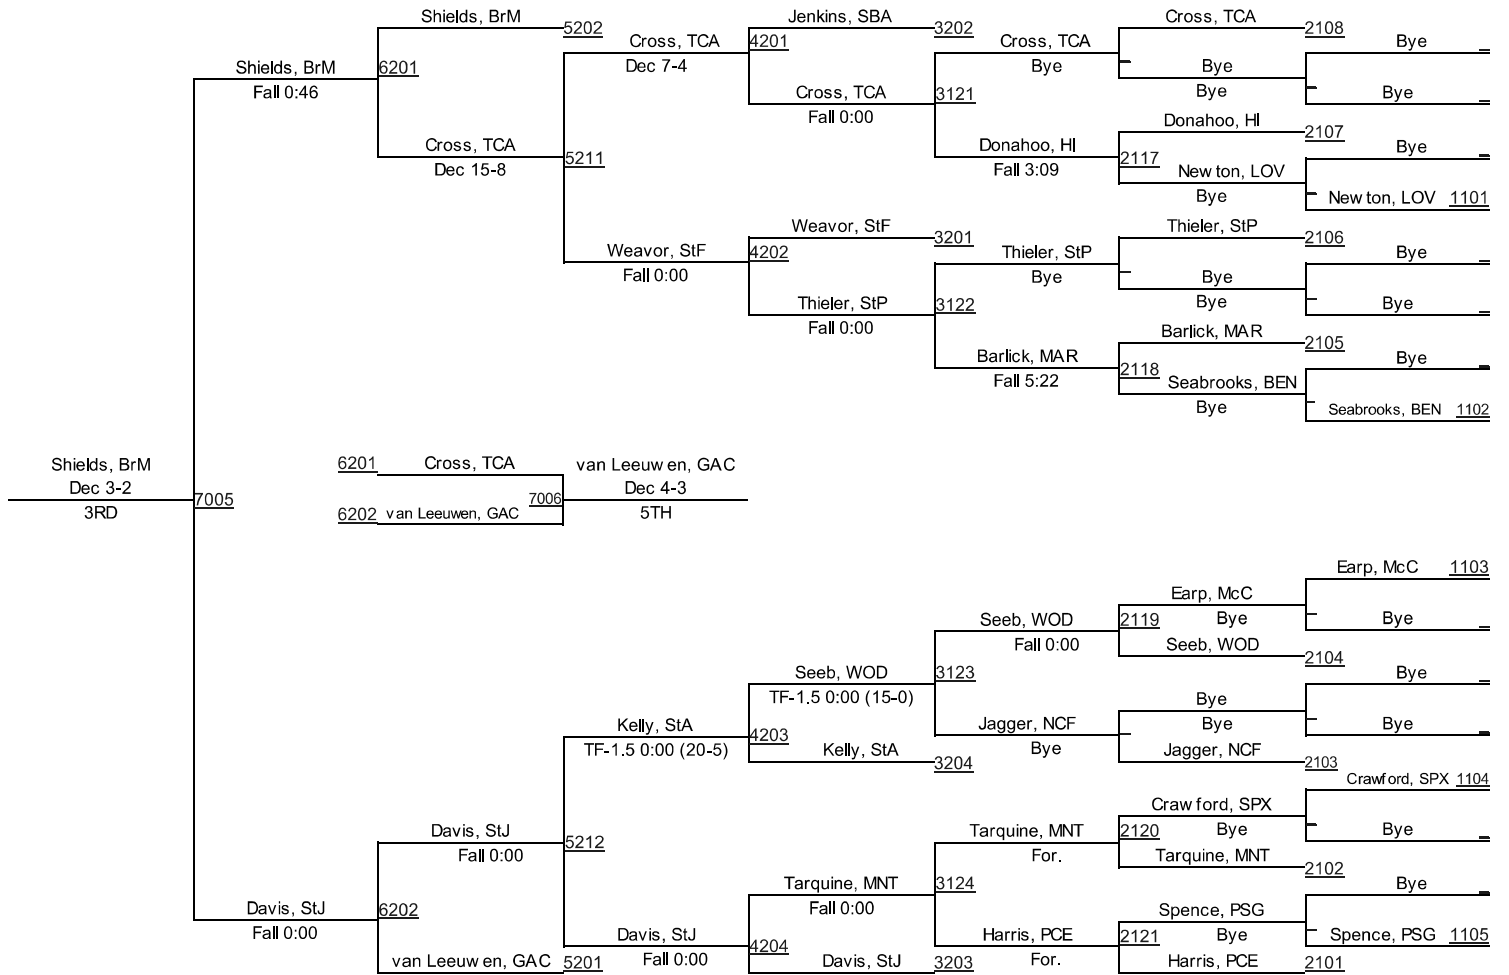 Shields, BrM
5202
Jenkins, SBA
3202
Cross, TCA
2108
Bye
Cross, TCA
Dec 7-4
4201
Cross, TCA
Bye
Bye
Bye
Shields, BrM
Fall 0:46
6201
Cross, TCA
Fall 0:00
3121
Bye
Donahoo, HI
2107
Bye
Cross, TCA
Dec 15-8
5211
Donahoo, HI
Fall 3:09
2117
Newton, LOV
Bye
Newton, LOV 1101
Weavor, StF
Fall 0:00
Weavor, StF
4202
3201
Thieler, StP
2106
Bye
Thieler, StP
Bye
Bye
Bye
Thieler, StP
Fall 0:00
3122
Bye
Barlick, MAR
2105
Bye
Barlick, MAR
Fall 5:22
2118
Seabrooks, BEN
Bye
Seabrooks, BEN 1102
Shields, BrM
Dec 3-2
3RD
7005
6201 Cross, TCA
6202 van Leeuwen, GAC
7006
van Leeuwen, GAC
Dec 4-3
5TH
Earp, McC 1103
Earp, McC
Bye
Bye
Seeb, WOD
Fall 0:00
2119
Seeb, WOD
2104
Seeb, WOD
TF-1.5 0:00 (15-0)
3123
Bye
Bye
Bye
Bye
Kelly, StA
TF-1.5 0:00 (20-5)
4203
Jagger, NCF
Bye
Kelly, StA
3204
Jagger, NCF
2103
Crawford, SPX 1104
Crawford, SPX
Bye
Bye
Davis, StJ
Fall 0:00
5212
Tarquine, MNT
For.
2120
Tarquine, MNT
2102
Tarquine, MNT
Fall 0:00
3124
Bye
Davis, StJ
Fall 0:00
6202
Spence, PSG
Bye
Spence, PSG 1105
Davis, StJ
Fall 0:00
4204
Harris, PCE
For.
2121
van Leeuwen, GAC
5201
Davis, StJ
3203
Harris, PCE
2101